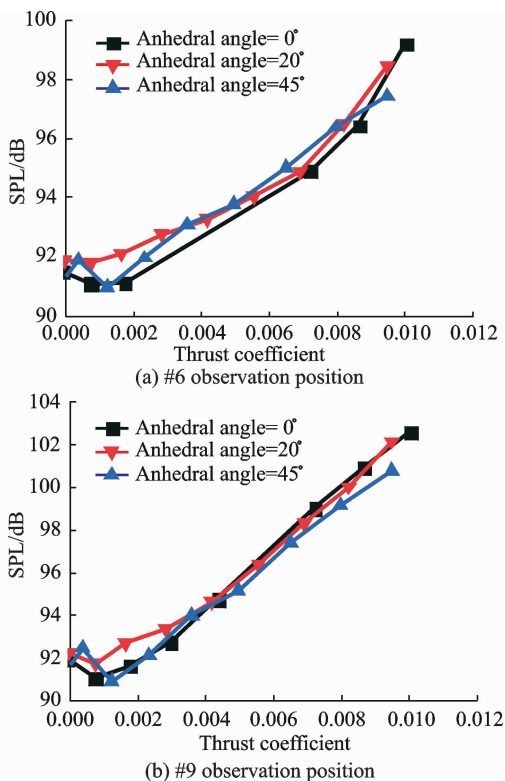 100
98
96
94
92
90
SPL/dB
Anhedral angle= 0°
Anhedral angle=20°
Anhedral angle=45°
0.000 0.002 0.004 0.006 0.008 0.010 0.012
Thrust coefficient
(a) #6 observation position
104
102
100
98
96
94
92
90
SPL/dB
Anhedral angle= 0°
Anhedral angle=20°
Anhedral angle=45°
0.000 0.002 0.004 0.006 0.008 0.010 0.012
Thrust coefficient
(b) #9 observation position